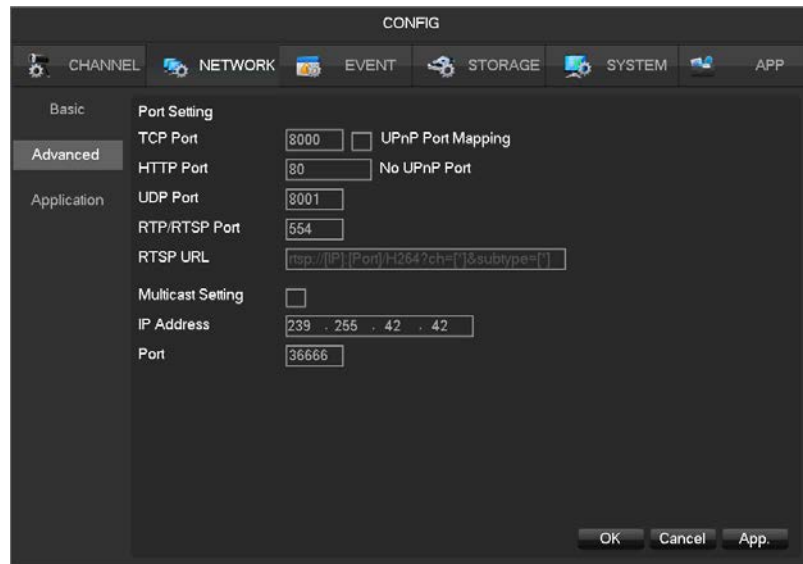 CONFIG
CHANNEL NETWORK EVENT STORAGE SYSTEM APP
Basic
Advanced
Application
Port Setting
TCP Port 8000 UPnP Port Mapping
HTTP Port 80 No UPnP Port
UDP Port 8001
RTP/RTSP Port 554
RTSP URL rtsp://[IP]:[Port]/H264?ch=[*]&subtype=[*]
Multicast Setting
IP Address 239 . 255 . 42 . 42
Port 36666
OK Cancel App.